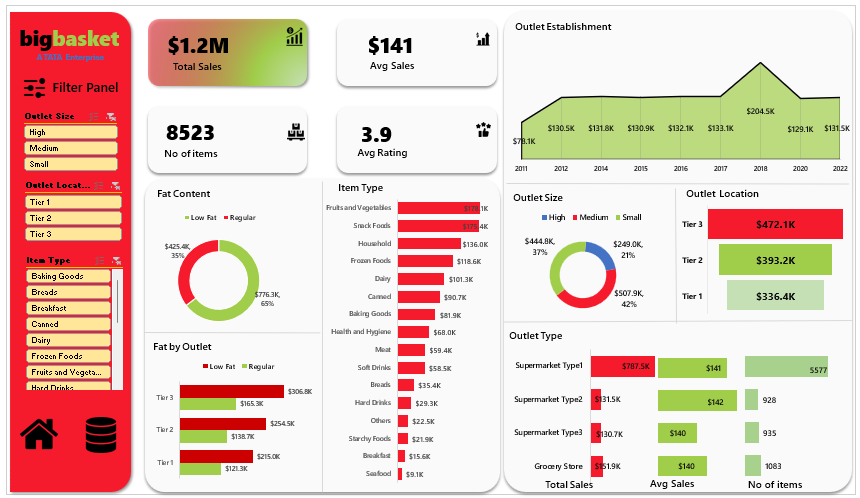 bigbasket
A TATA Enterprise
Filter Panel
Outlet Size
High
Medium
Small
Outlet Locat...
Tier 1
Tier 2
Tier 3
Item Type
Baking Goods
Breads
Breakfast
Canned
Dairy
Frozen Foods
Fruits and Vegeta...
Hard Drinks
$1.2M
Total Sales
$141
Avg Sales
8523
No of items
3.9
Avg Rating
Fat Content
Low Fat Regular
$425.4K,
35%
$776.3K,
65%
Fat by Outlet
Low Fat Regular
Tier 3 $306.8K
$165.3K
Tier 2 $254.5K
$138.7K
Tier 1 $215.0K
$121.3K
Item Type
Fruits and Vegetables
Snack Foods
Household $136.0K
Frozen Foods $118.6K
Dairy $101.3K
Canned $90.7K
Baking Goods $81.9K
Health and Hygiene $68.0K
Meat $59.4K
Soft Drinks $58.5K
Breads $35.4K
Hard Drinks $29.3K
Others $22.5K
Starchy Foods $21.9K
Breakfast $15.6K
Seafood $9.1K
Outlet Establishment
$78.1K $130.5K $131.8K $130.9K $132.1K $133.1K $204.5K $129.1K $131.5K
2011 2012 2014 2015 2016 2017 2018 2020 2022
Outlet Size
High Medium Small
$444.8K,
37%
$249.0K,
21%
$507.9K,
42%
Outlet Location
Tier 3 $472.1K
Tier 2 $393.2K
Tier 1 $336.4K
Outlet Type
Supermarket Type1 $787.5K $141 5577
Supermarket Type2 $131.5K $142 928
Supermarket Type3 $130.7K $140 935
Grocery Store $151.9K $140 1083
Total Sales Avg Sales No of items